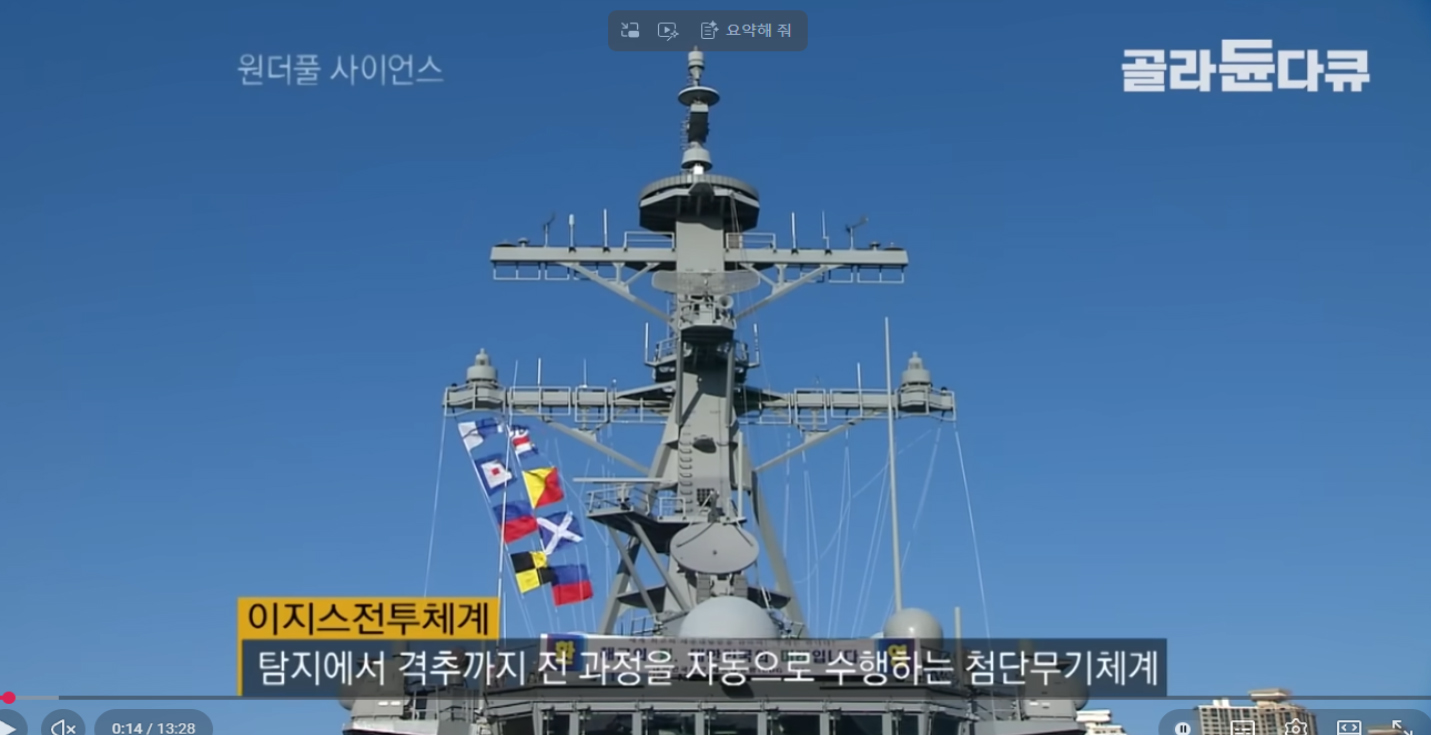 요약해 줘
원더풀 사이언스
골라듄다큐
이지스전투체계
탐지에서 격추까지 전 과정을 자동으로 수행하는 첨단무기체계
환
영
0:14 / 13:28